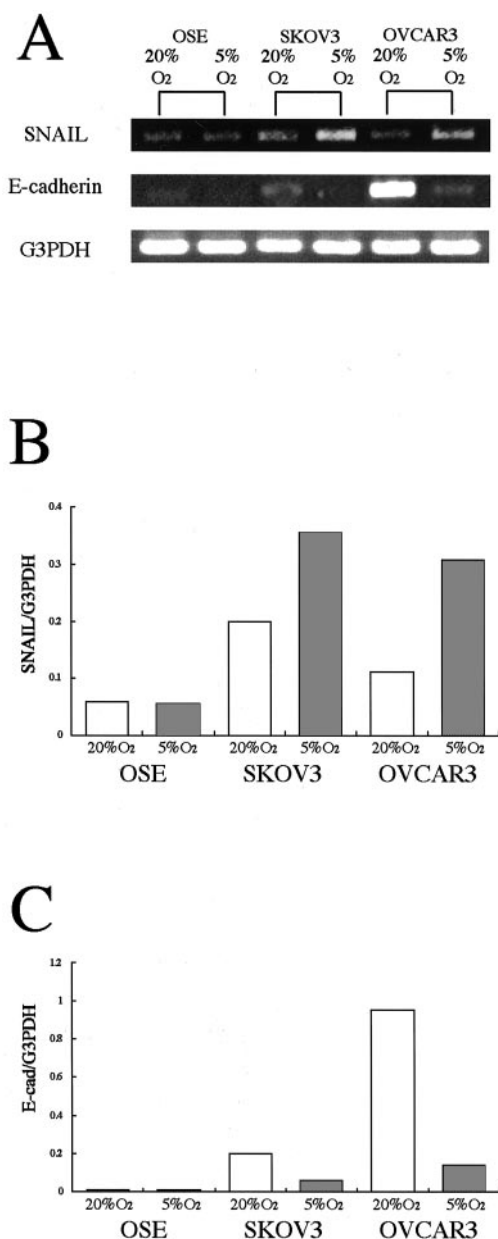 A
OSE SKOV3 OVCAR3
20% 5% 20% 5% 20% 5%
O2 O2 O2 O2 O2 O2
SNAIL
E-cadherin
G3PDH
B
SNAIL/G3PDH
0.4
0.3
0.2
0.1
0
20%O2 5%O2 20%O2 5%O2 20%O2 5%O2
OSE SKOV3 OVCAR3
C
E-cad/G3PDH
12
1
0.8
0.6
0.4
0.2
0
20%O2 5%O2 20%O2 5%O2 20%O2 5%O2
OSE SKOV3 OVCAR3